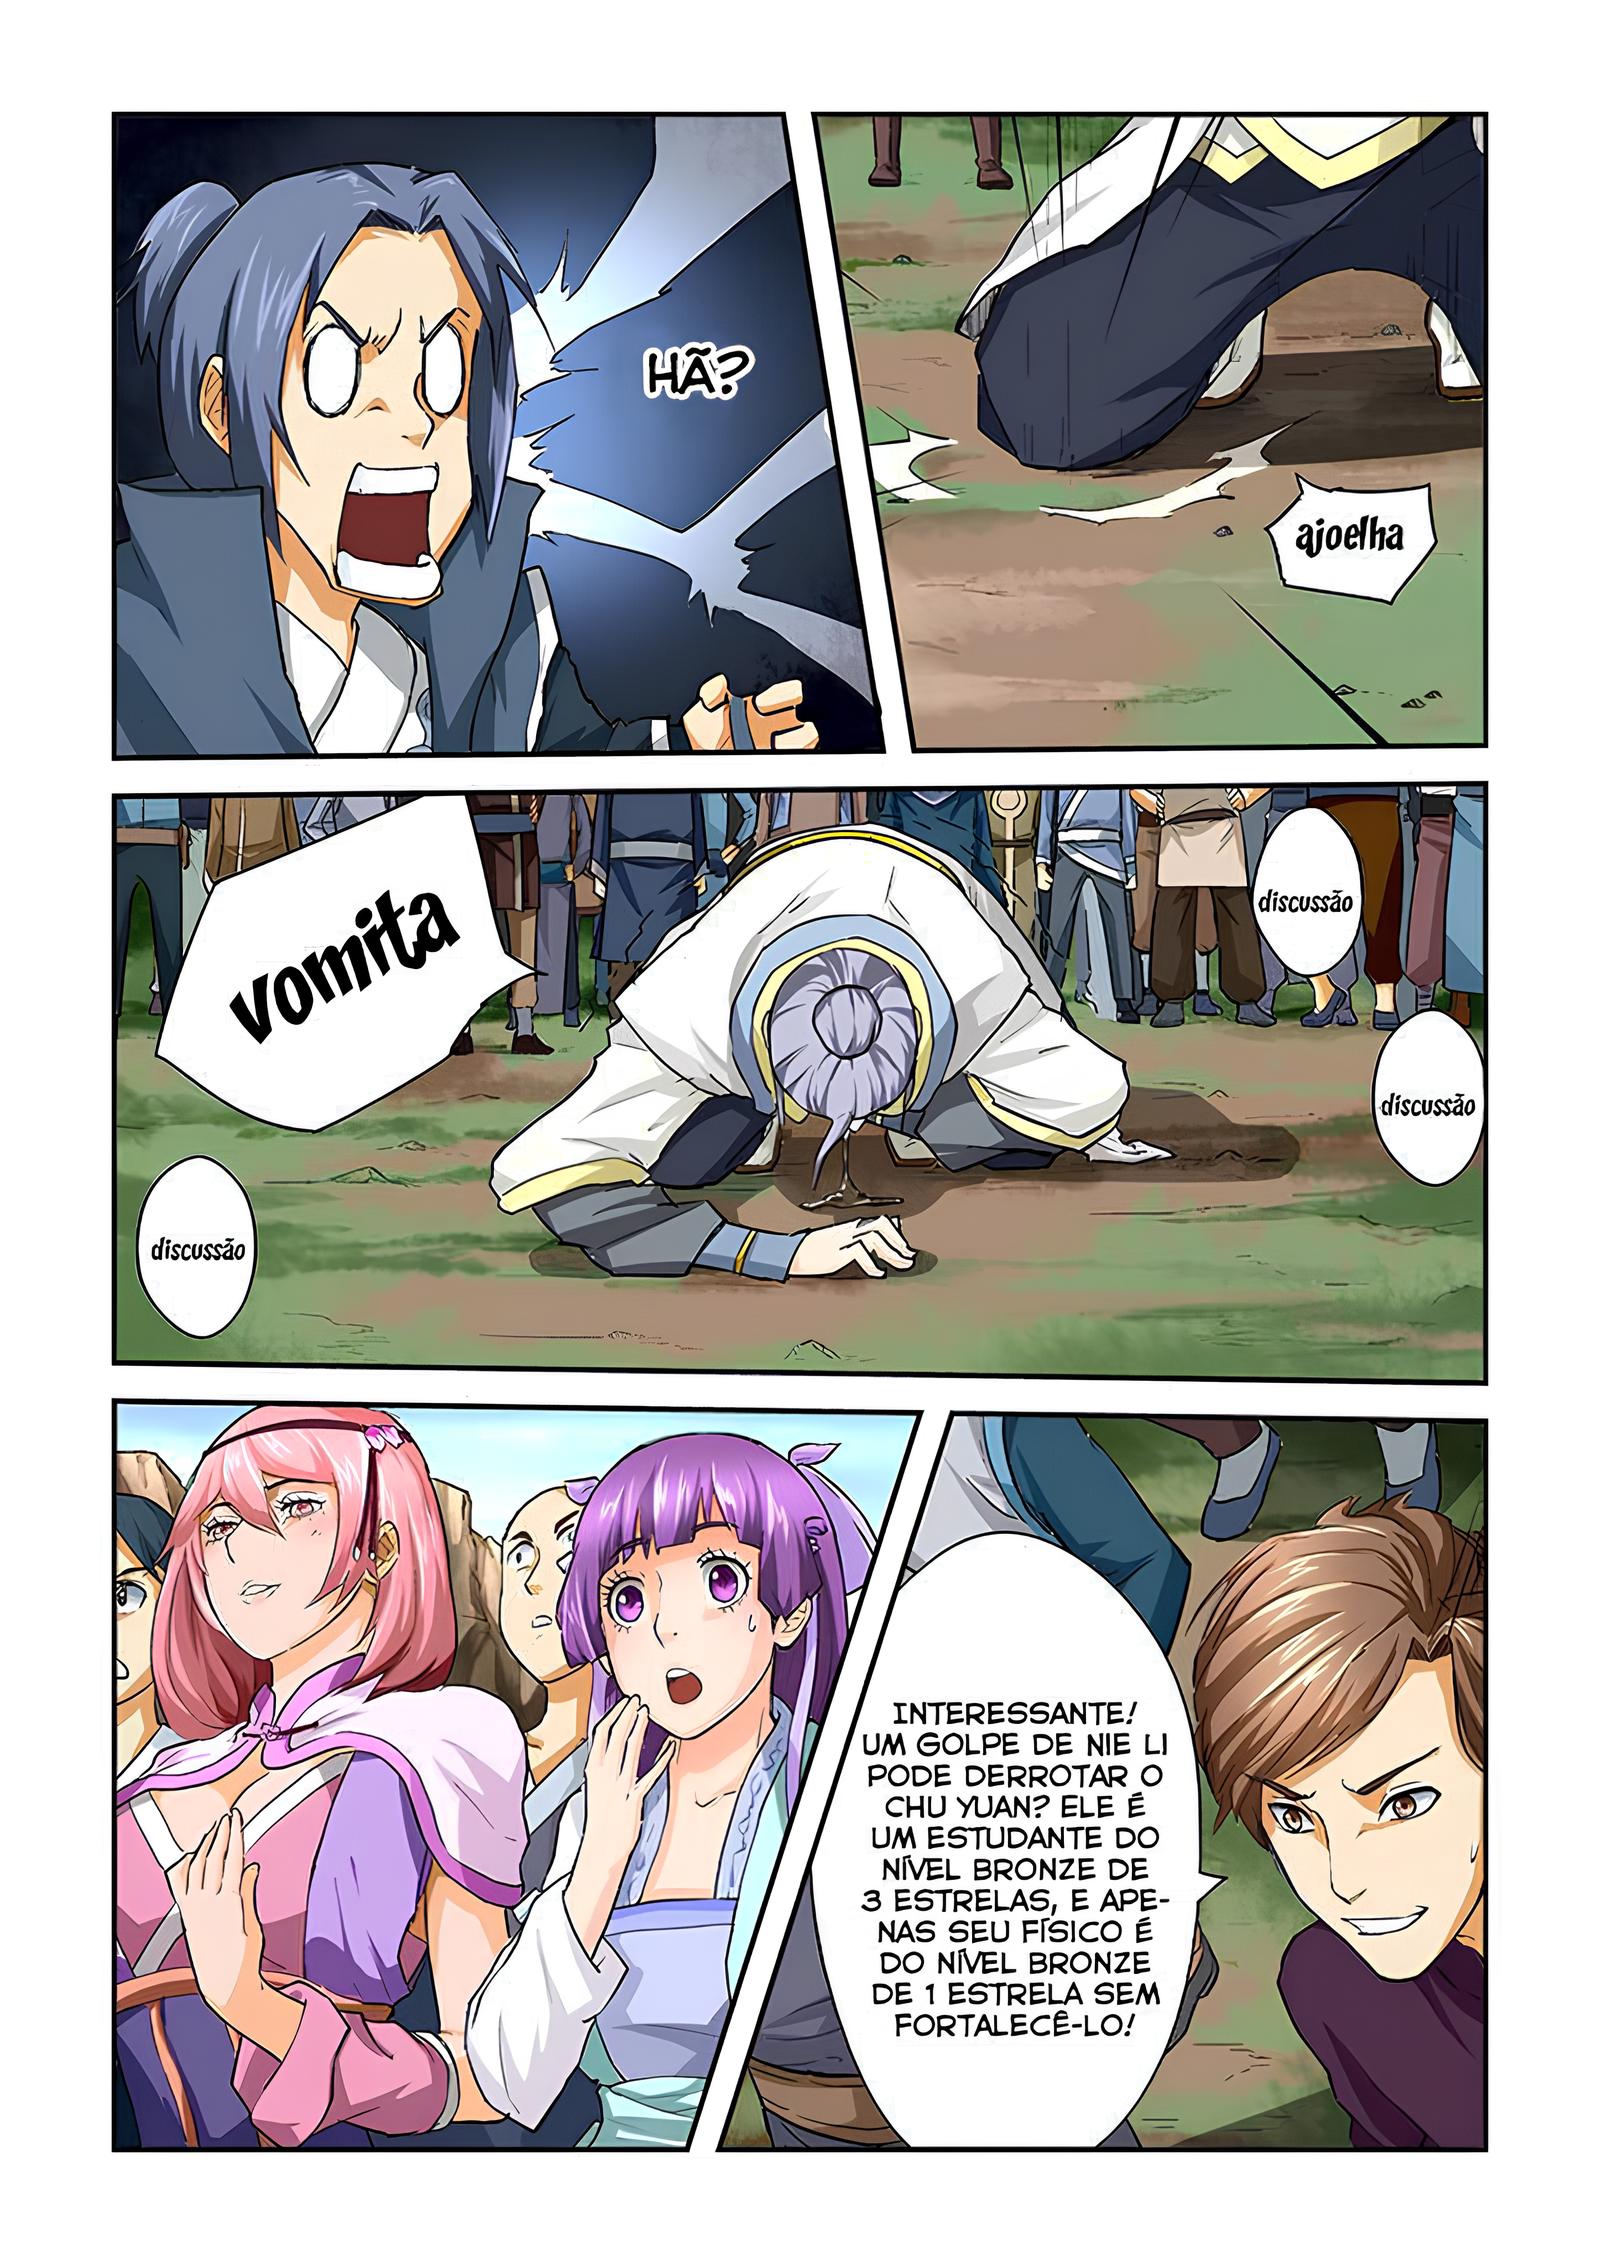 HÃ?
ajoelha
vomita
discussão
discussão
discussão
INTERESSANTE!
UM GOLPE DE NIE LI
PODE DERROTAR O
CHU YUAN? ELE É
UM ESTUDANTE DO
NÍVEL BRONZE DE
3 ESTRELAS, E APE-
NAS SEU FÍSICO É
DO NÍVEL BRONZE
DE 1 ESTRELA SEM
FORTALECÊ-LO!